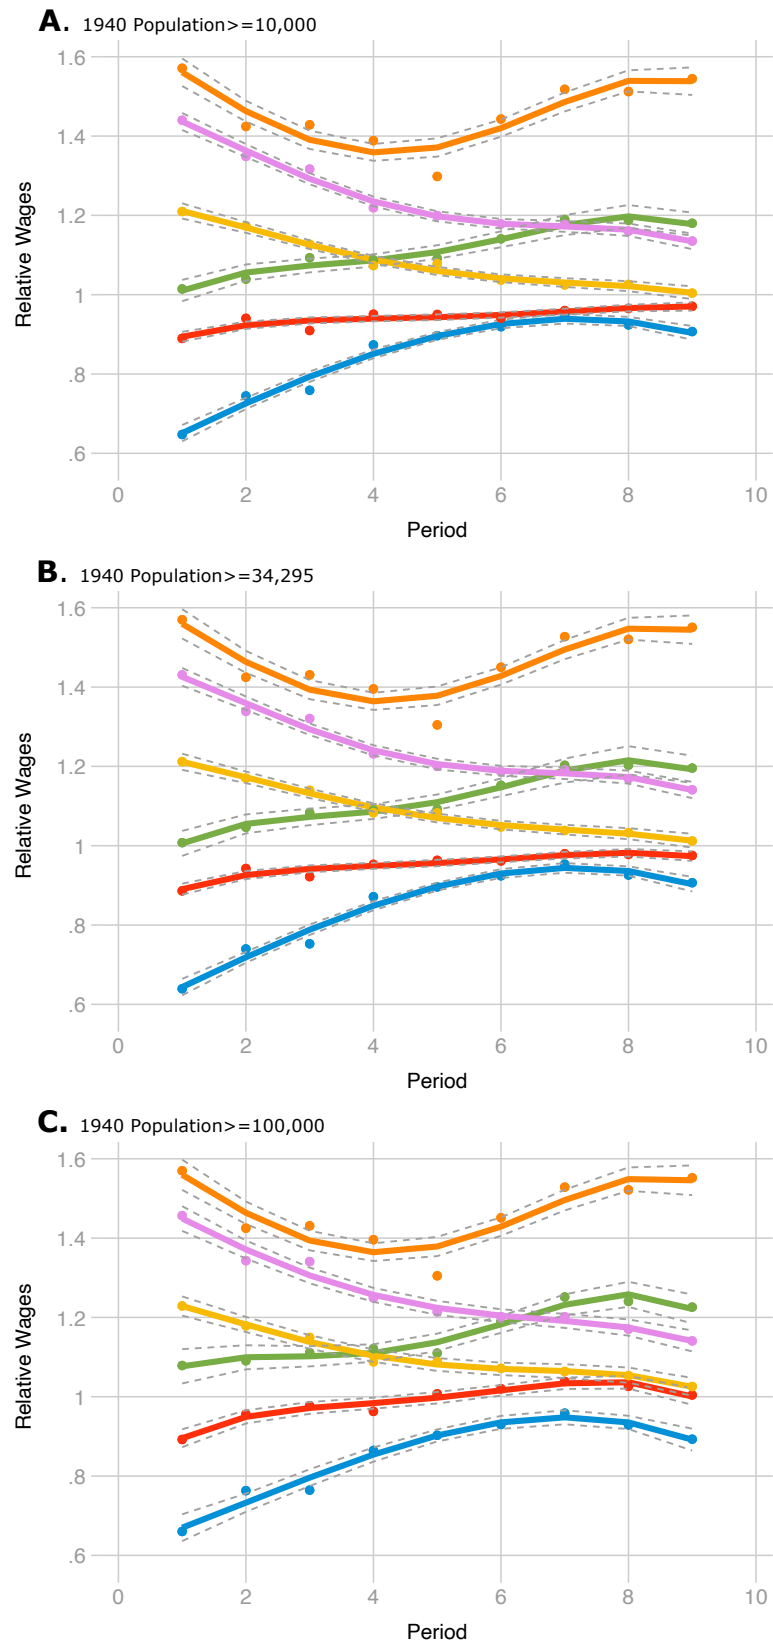 A. 1940 Population>=10,000
1.6
1.4
1.2
1
.8
.6
Relative Wages
0 2 4 6 8 10
Period
B. 1940 Population>=34,295
1.6
1.4
1.2
1
.8
.6
Relative Wages
0 2 4 6 8 10
Period
C. 1940 Population>=100,000
1.6
1.4
1.2
1
.8
.6
Relative Wages
0 2 4 6 8 10
Period